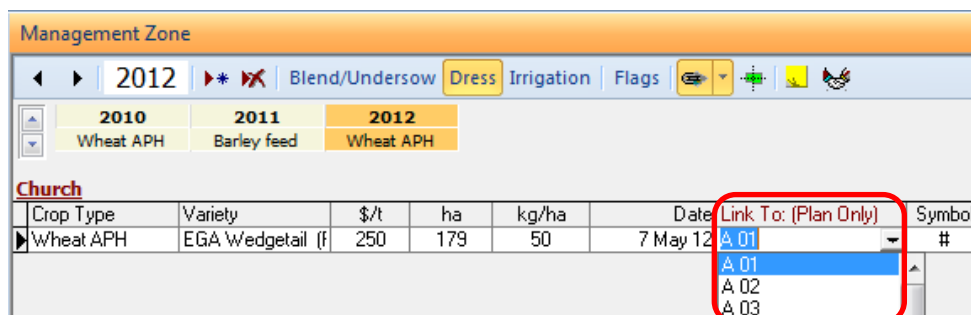 Management Zone
2012 Blend/Undersow Dress Irrigation Flags
2010 2011 2012
Wheat APH Barley feed Wheat APH
Church
Crop Type Variety $/t ha kg/ha Date Link To: (Plan Only) Symbo
Wheat APH EGA Wedgetail (F 250 179 50 7 May 12 A 01 #
A 01
A 02
A 03